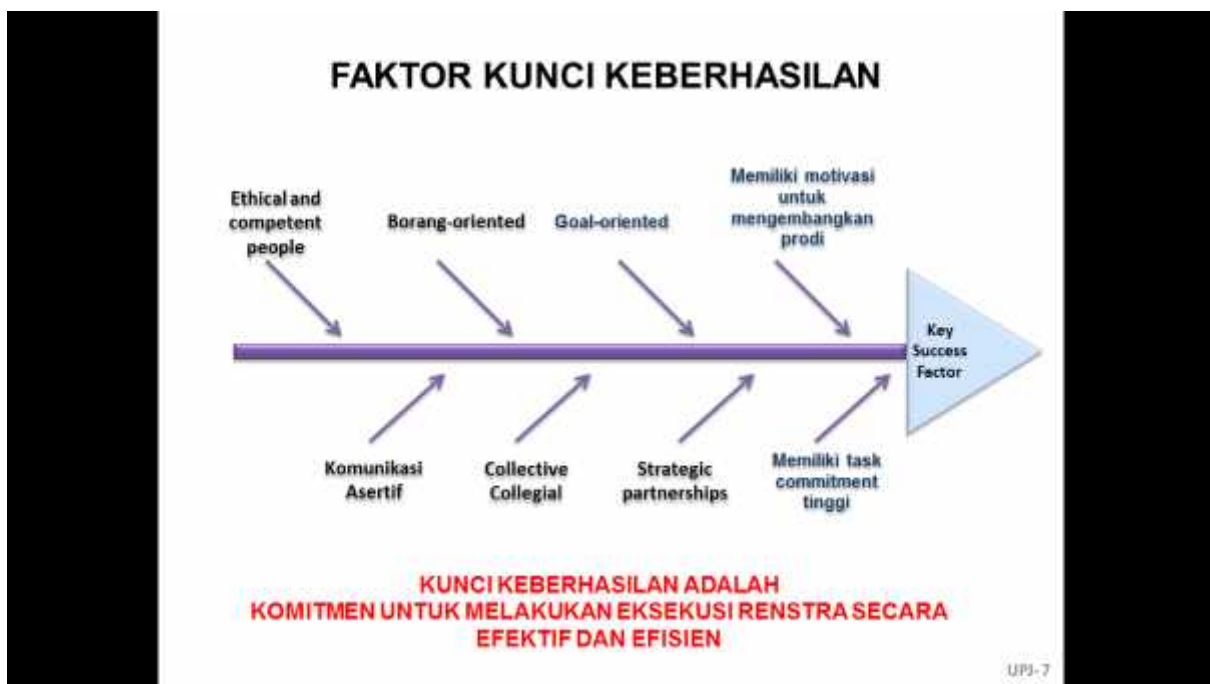 FAKTOR KUNCI KEBERHASILAN
Ethical and
competent
people
Borang-oriented
Goal-oriented
Memiliki motivasi
untuk
mengembangkan
prodi
Key
Success
Factor
Komunikasi
Asertif
Collective
Collegial
Strategic
partnerships
Memiliki task
commitment
tinggi
KUNCI KEBERHASILAN ADALAH
KOMITMEN UNTUK MELAKUKAN EKSEKUSI RENSTRA SECARA
EFEKTIF DAN EFISIEN
UPJ- 7